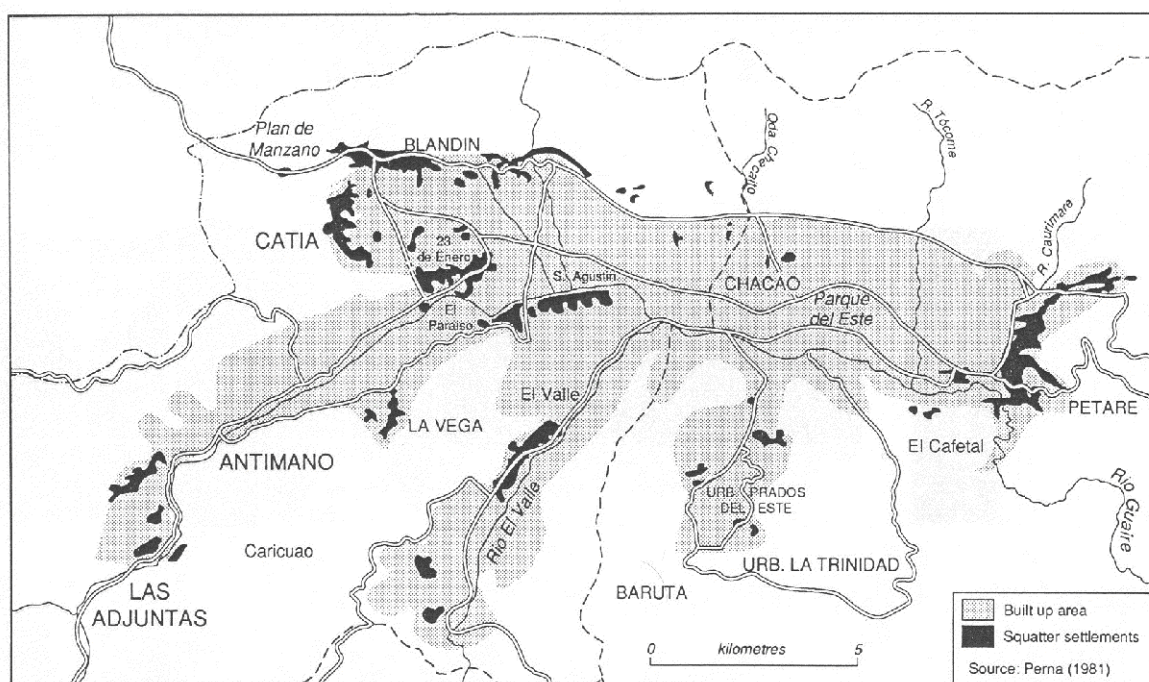 Plan de
Manzano
BLANDIN
Qda Chacaito
R. Tócome
R. Caurimare
CATIA
23
de Enero
S. Agustin
CHACAO
El
Paraiso
Parque
del Este
El Valle
LA VEGA
PETARE
ANTIMANO
El Cafetal
Rio El Valle
URB. PRADOS
DEL ESTE
Rio Guaire
Caricuao
URB. LA TRINIDAD
LAS
ADJUNTAS
BARUTA
0 kilometres 5
Built up area
Squatter settlements
Source: Perna (1981)